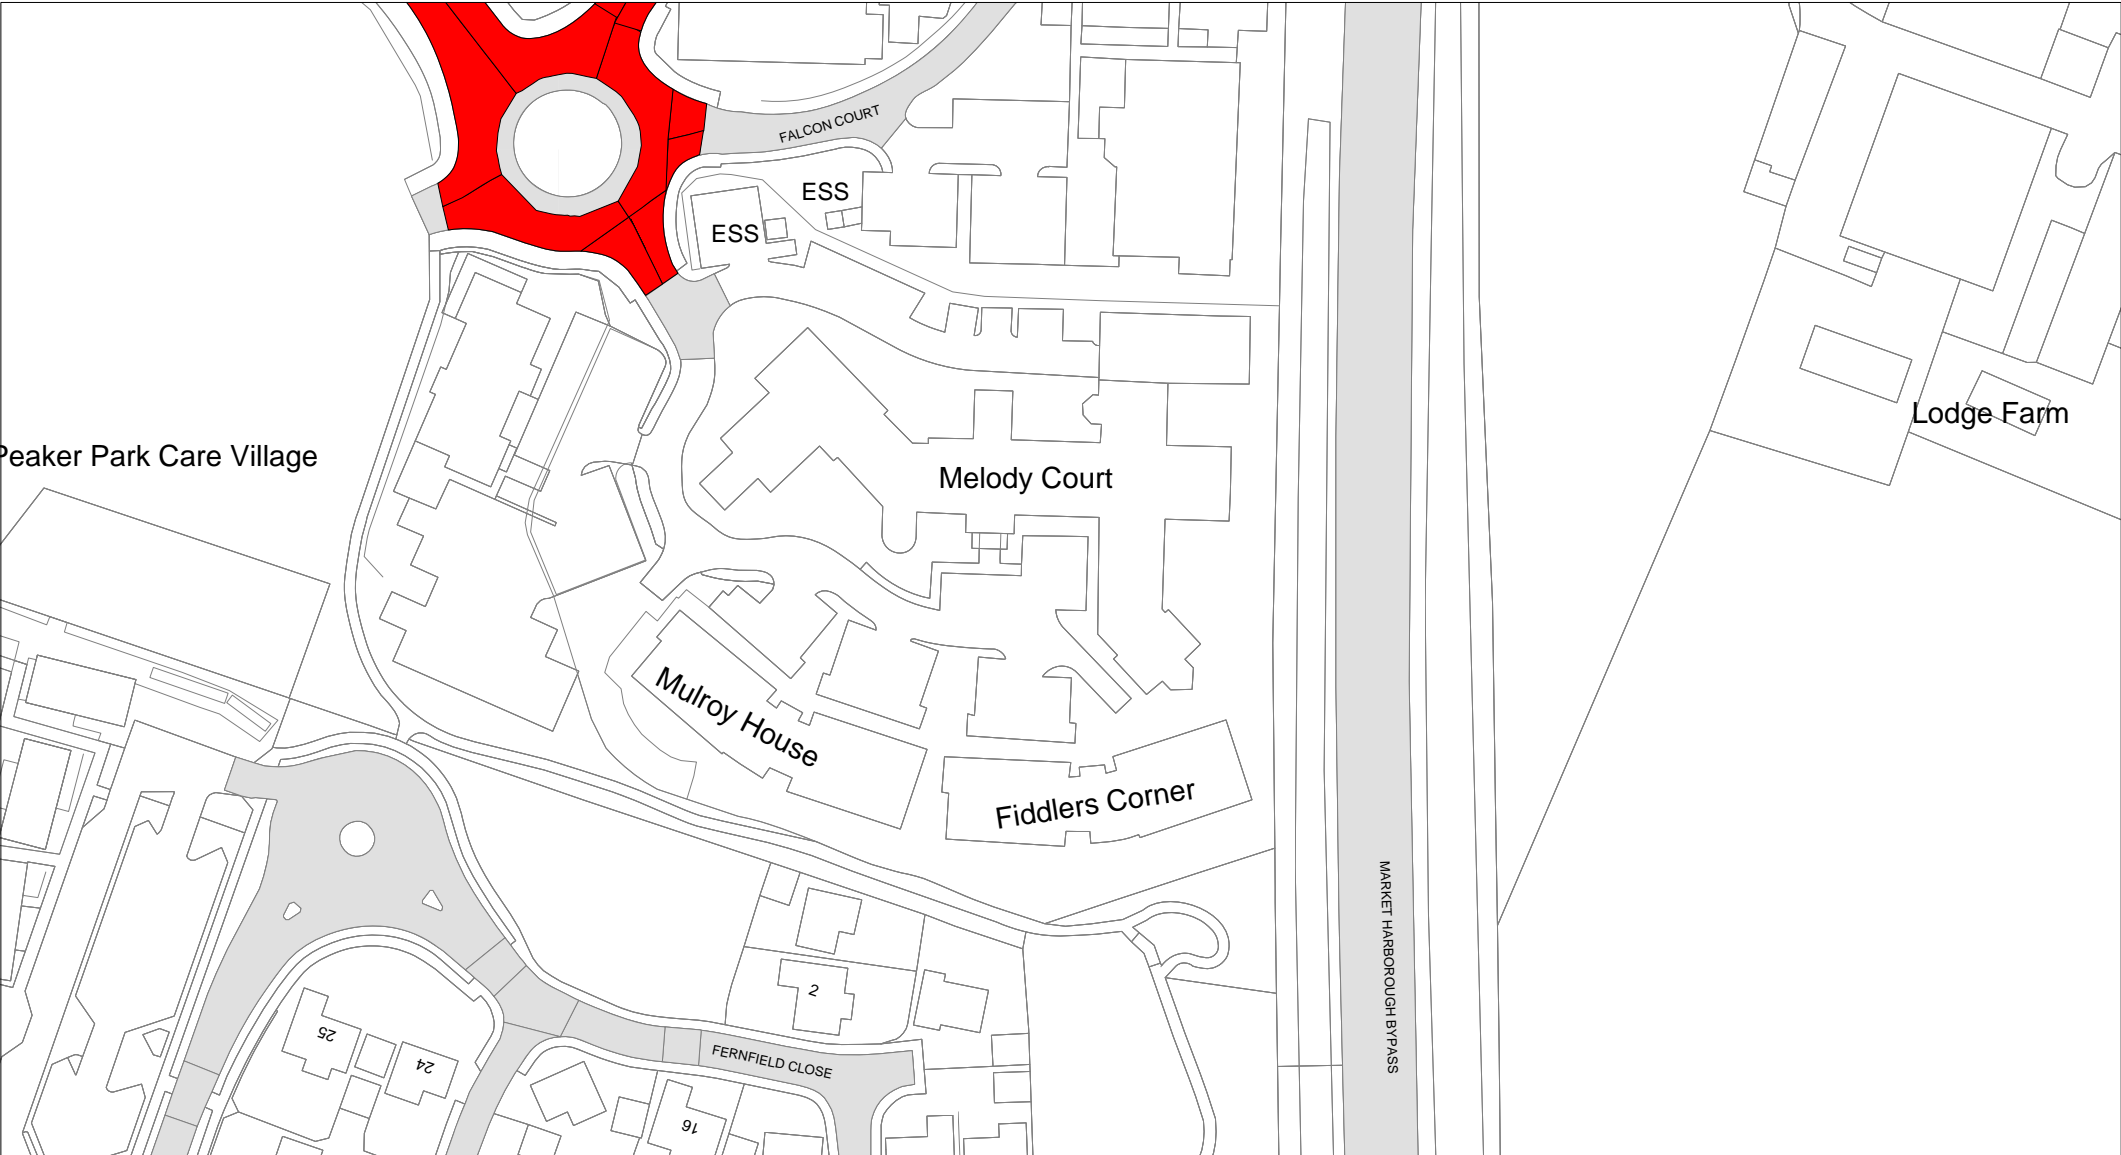 FALCON COURT
ESS
ESS
Lodge Farm
Peaker Park Care Village
Melody Court
Mulroy House
Fiddlers Corner
MARKET HARBOROUGH BYPASS
2
25
24
FERNFIELD CLOSE
16